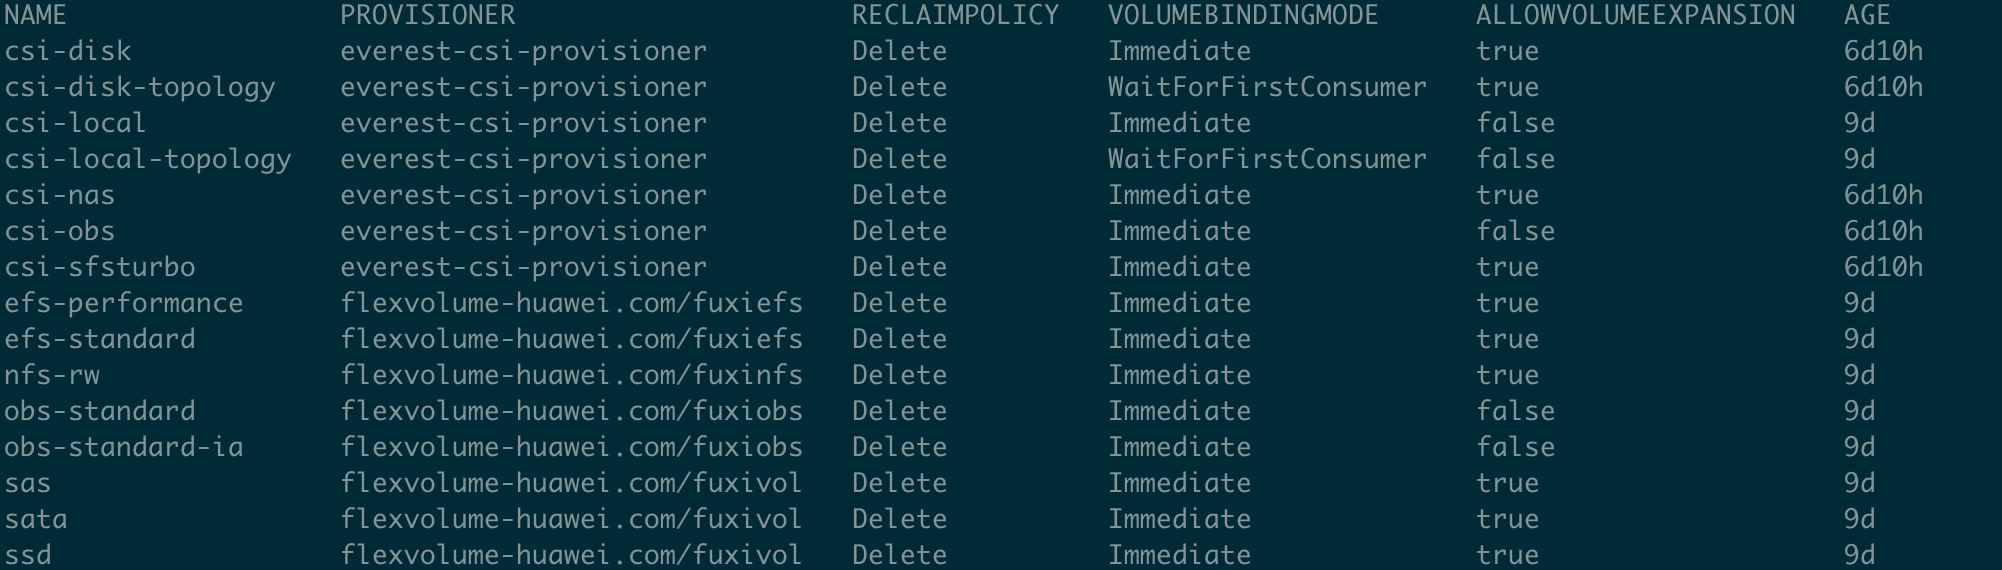 NAME                 PROVISIONER                     RECLAIMPOLICY   VOLUMEBINDINGMODE      ALLOWVOLUMEEXPANSION   AGE
csi-disk             everest-csi-provisioner         Delete          Immediate              true                   6d10h
csi-disk-topology    everest-csi-provisioner         Delete          WaitForFirstConsumer   true                   6d10h
csi-local            everest-csi-provisioner         Delete          Immediate              false                  9d
csi-local-topology   everest-csi-provisioner         Delete          WaitForFirstConsumer   false                  9d
csi-nas              everest-csi-provisioner         Delete          Immediate              true                   6d10h
csi-obs              everest-csi-provisioner         Delete          Immediate              false                  6d10h
csi-sfsturbo         everest-csi-provisioner         Delete          Immediate              true                   6d10h
efs-performance      flexvolume-huawei.com/fuxiefs   Delete          Immediate              true                   9d
efs-standard         flexvolume-huawei.com/fuxiefs   Delete          Immediate              true                   9d
nfs-rw               flexvolume-huawei.com/fuxinfs   Delete          Immediate              true                   9d
obs-standard         flexvolume-huawei.com/fuxiobs   Delete          Immediate              false                  9d
obs-standard-ia      flexvolume-huawei.com/fuxiobs   Delete          Immediate              false                  9d
sas                  flexvolume-huawei.com/fuxivol   Delete          Immediate              true                   9d
sata                 flexvolume-huawei.com/fuxivol   Delete          Immediate              true                   9d
ssd                  flexvolume-huawei.com/fuxivol   Delete          Immediate              true                   9d